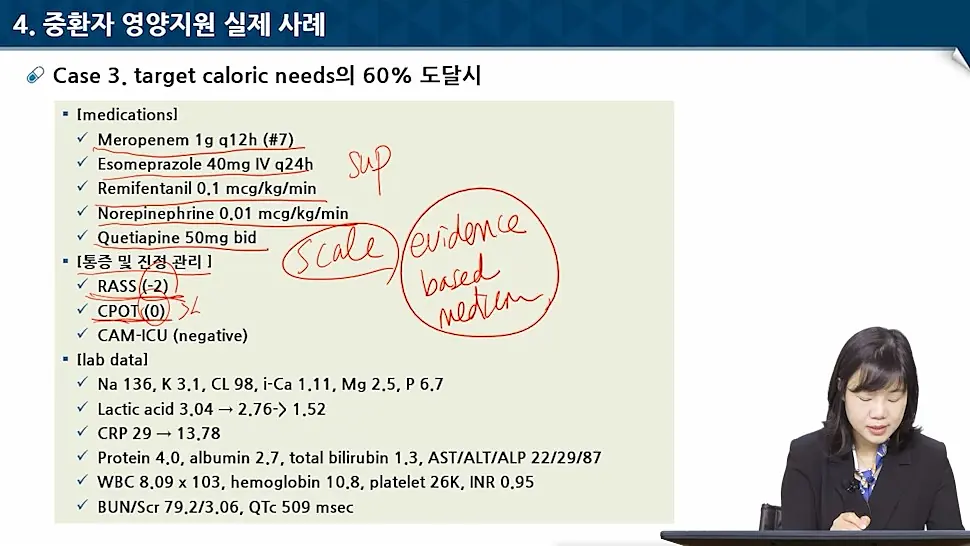 4. 중환자 영양지원 실제 사례
Case 3. target caloric needs의 60% 도달시
[medications]
Meropenem 1g q12h (#7)
Esomeprazole 40mg IV q24h
sup
Remifentanil 0.1 mcg/kg/min
Norepinephrine 0.01 mcg/kg/min
Quetiapine 50mg bid
scale
evidence
based
[통증 및 진정 관리]
RASS (-2)
CPOT (0)
CAM-ICU (negative)
[lab data]
Na 136, K 3.1, CL 98, i-Ca 1.11, Mg 2.5, P 6.7
Lactic acid 3.04 → 2.76-> 1.52
CRP 29 → 13.78
Protein 4.0, albumin 2.7, total bilirubin 1.3, AST/ALT/ALP 22/29/87
WBC 8.09 x 103, hemoglobin 10.8, platelet 26K, INR 0.95
BUN/Scr 79.2/3.06, QTc 509 msec